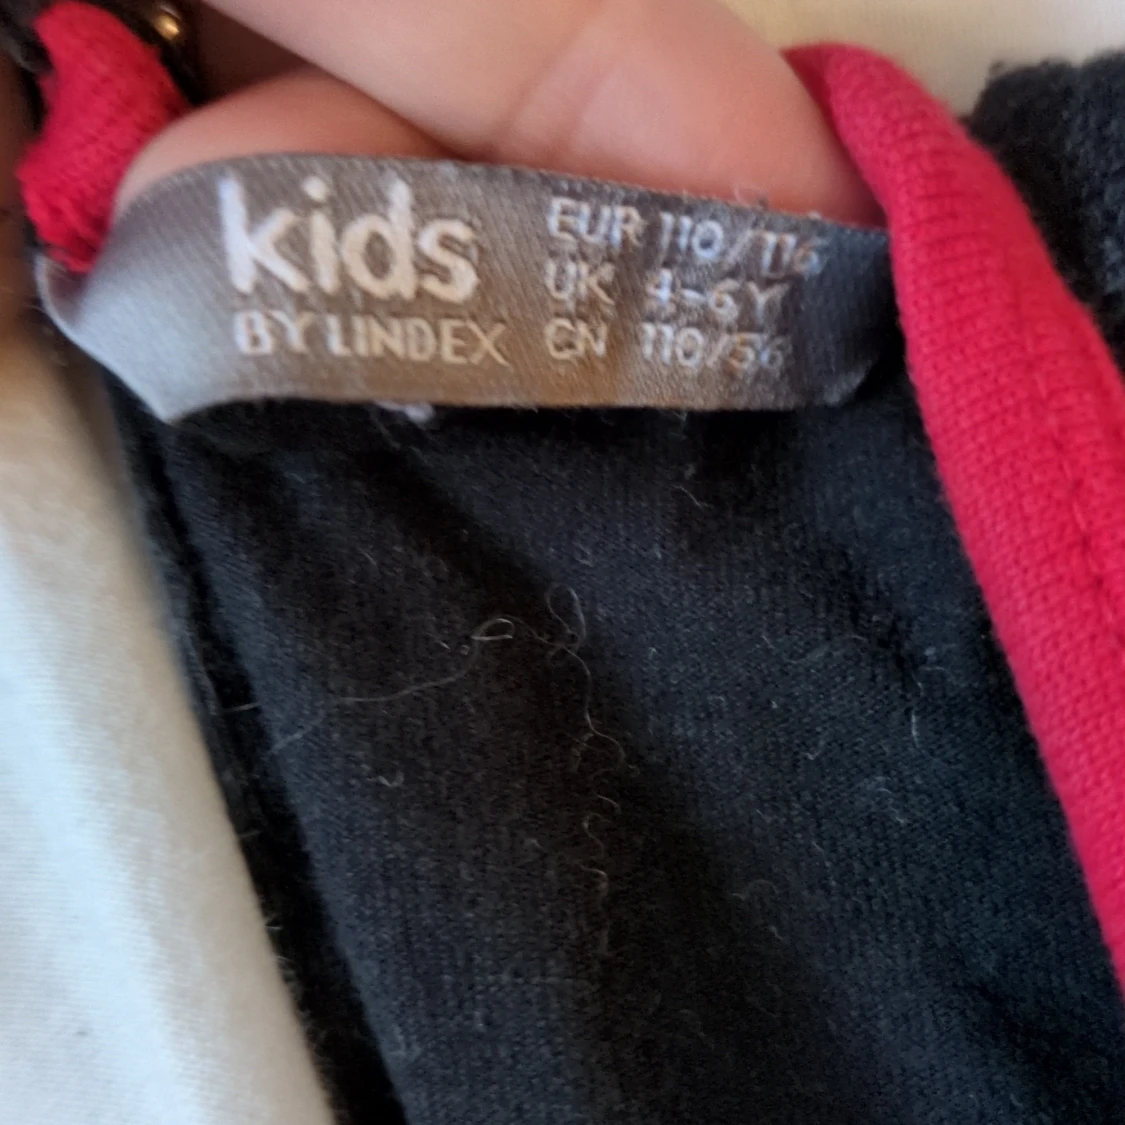 kids
BY LINDEX
EUR 110/116
UK 4-6Y
CN 110/56